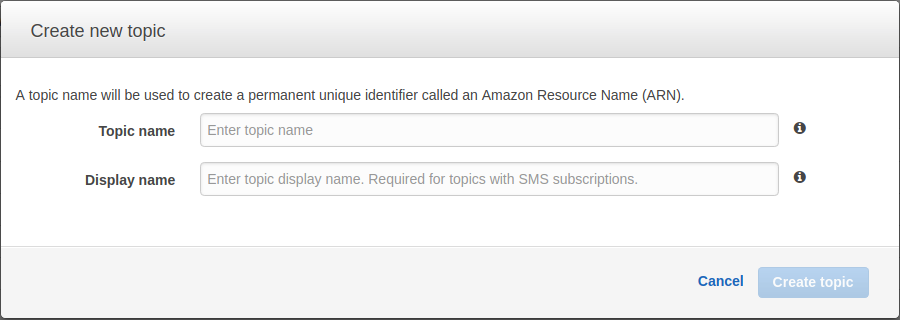 Create new topic
A topic name will be used to create a permanent unique identifier called an Amazon Resource Name (ARN).
Topic name Enter topic name
Display name Enter topic display name. Required for topics with SMS subscriptions.
Cancel Create topic